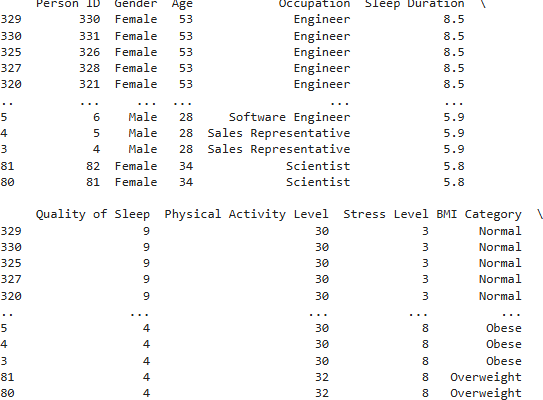 Person ID Gender Age Occupation Sleep Duration \
329 330 Female 53 Engineer 8.5
330 331 Female 53 Engineer 8.5
325 326 Female 53 Engineer 8.5
327 328 Female 53 Engineer 8.5
320 321 Female 53 Engineer 8.5
.. ... ... ... ... ...
5 6 Male 28 Software Engineer 5.9
4 5 Male 28 Sales Representative 5.9
3 4 Male 28 Sales Representative 5.9
81 82 Female 34 Scientist 5.8
80 81 Female 34 Scientist 5.8
Quality of Sleep Physical Activity Level Stress Level BMI Category \
329 9 30 3 Normal
330 9 30 3 Normal
325 9 30 3 Normal
327 9 30 3 Normal
320 9 30 3 Normal
.. ... ... ... ...
5 4 30 8 Obese
4 4 30 8 Obese
3 4 30 8 Obese
81 4 32 8 Overweight
80 4 32 8 Overweight